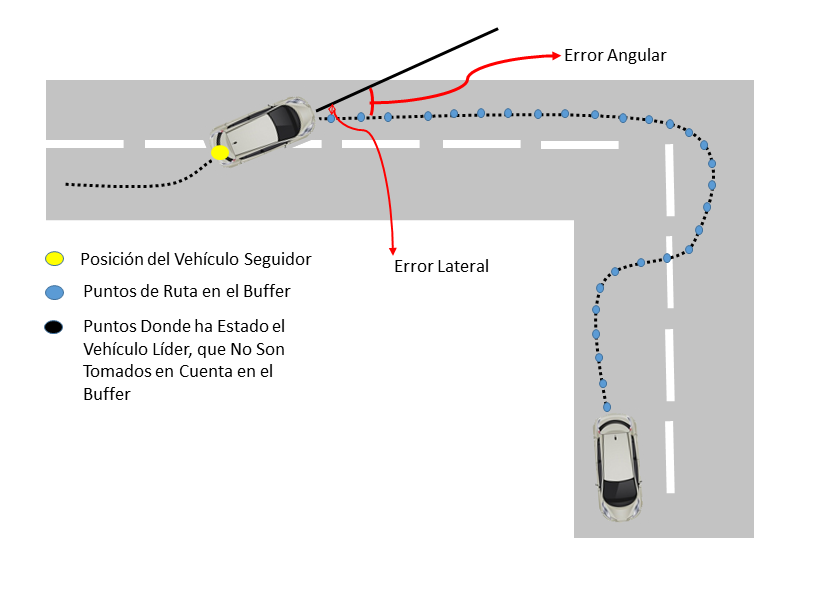 Error Angular
Error Lateral
Posición del Vehículo Seguidor
Puntos de Ruta en el Buffer
Puntos Donde ha Estado el
Vehículo Líder, que No Son
Tomados en Cuenta en el
Buffer